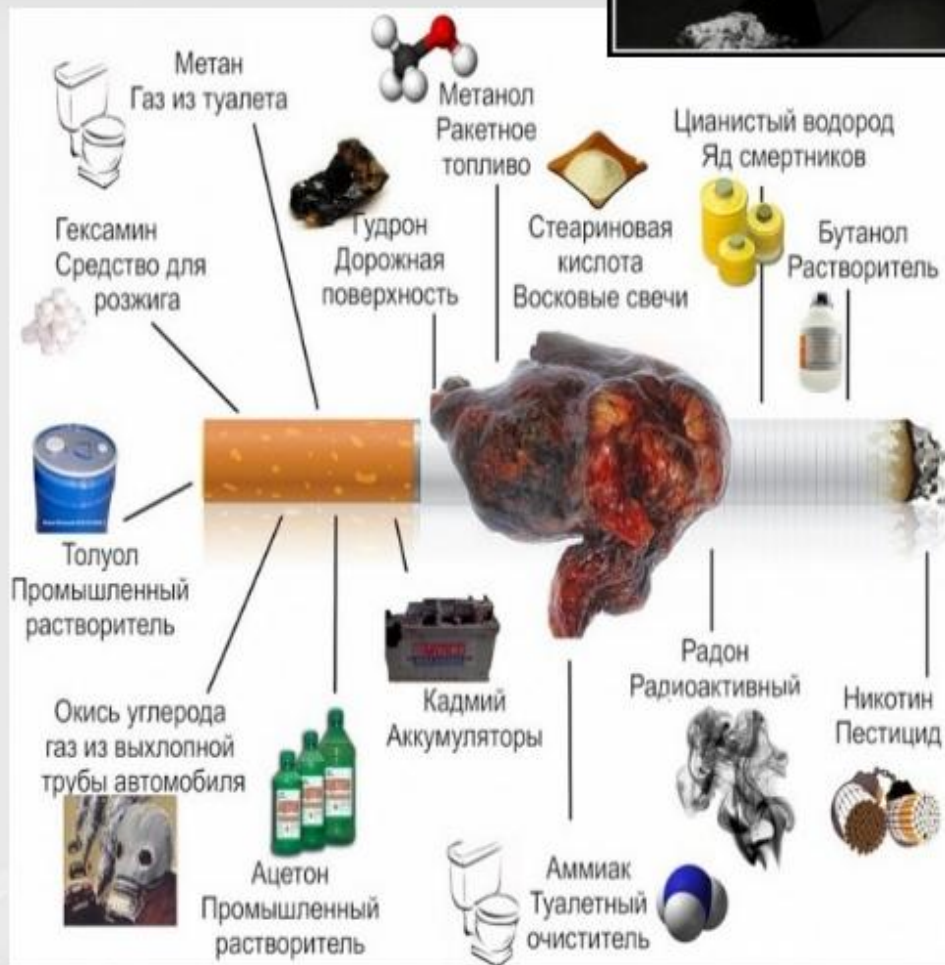 Метан
Газ из туалета
Метанол
Ракетное
топливо
Цианистый водород
Яд смертников
Гексамин
Средство для
розжига
Гудрон
Дорожная
поверхность
Стеариновая
кислота
Восковые свечи
Бутанол
Растворитель
Толуол
Промышленный
растворитель
Окись углерода
газ из выхлопной
трубы автомобиля
Ацетон
Промышленный
растворитель
Кадмий
Аккумуляторы
Аммиак
Туалетный
очиститель
Радон
Радиоактивный
Никотин
Пестицид